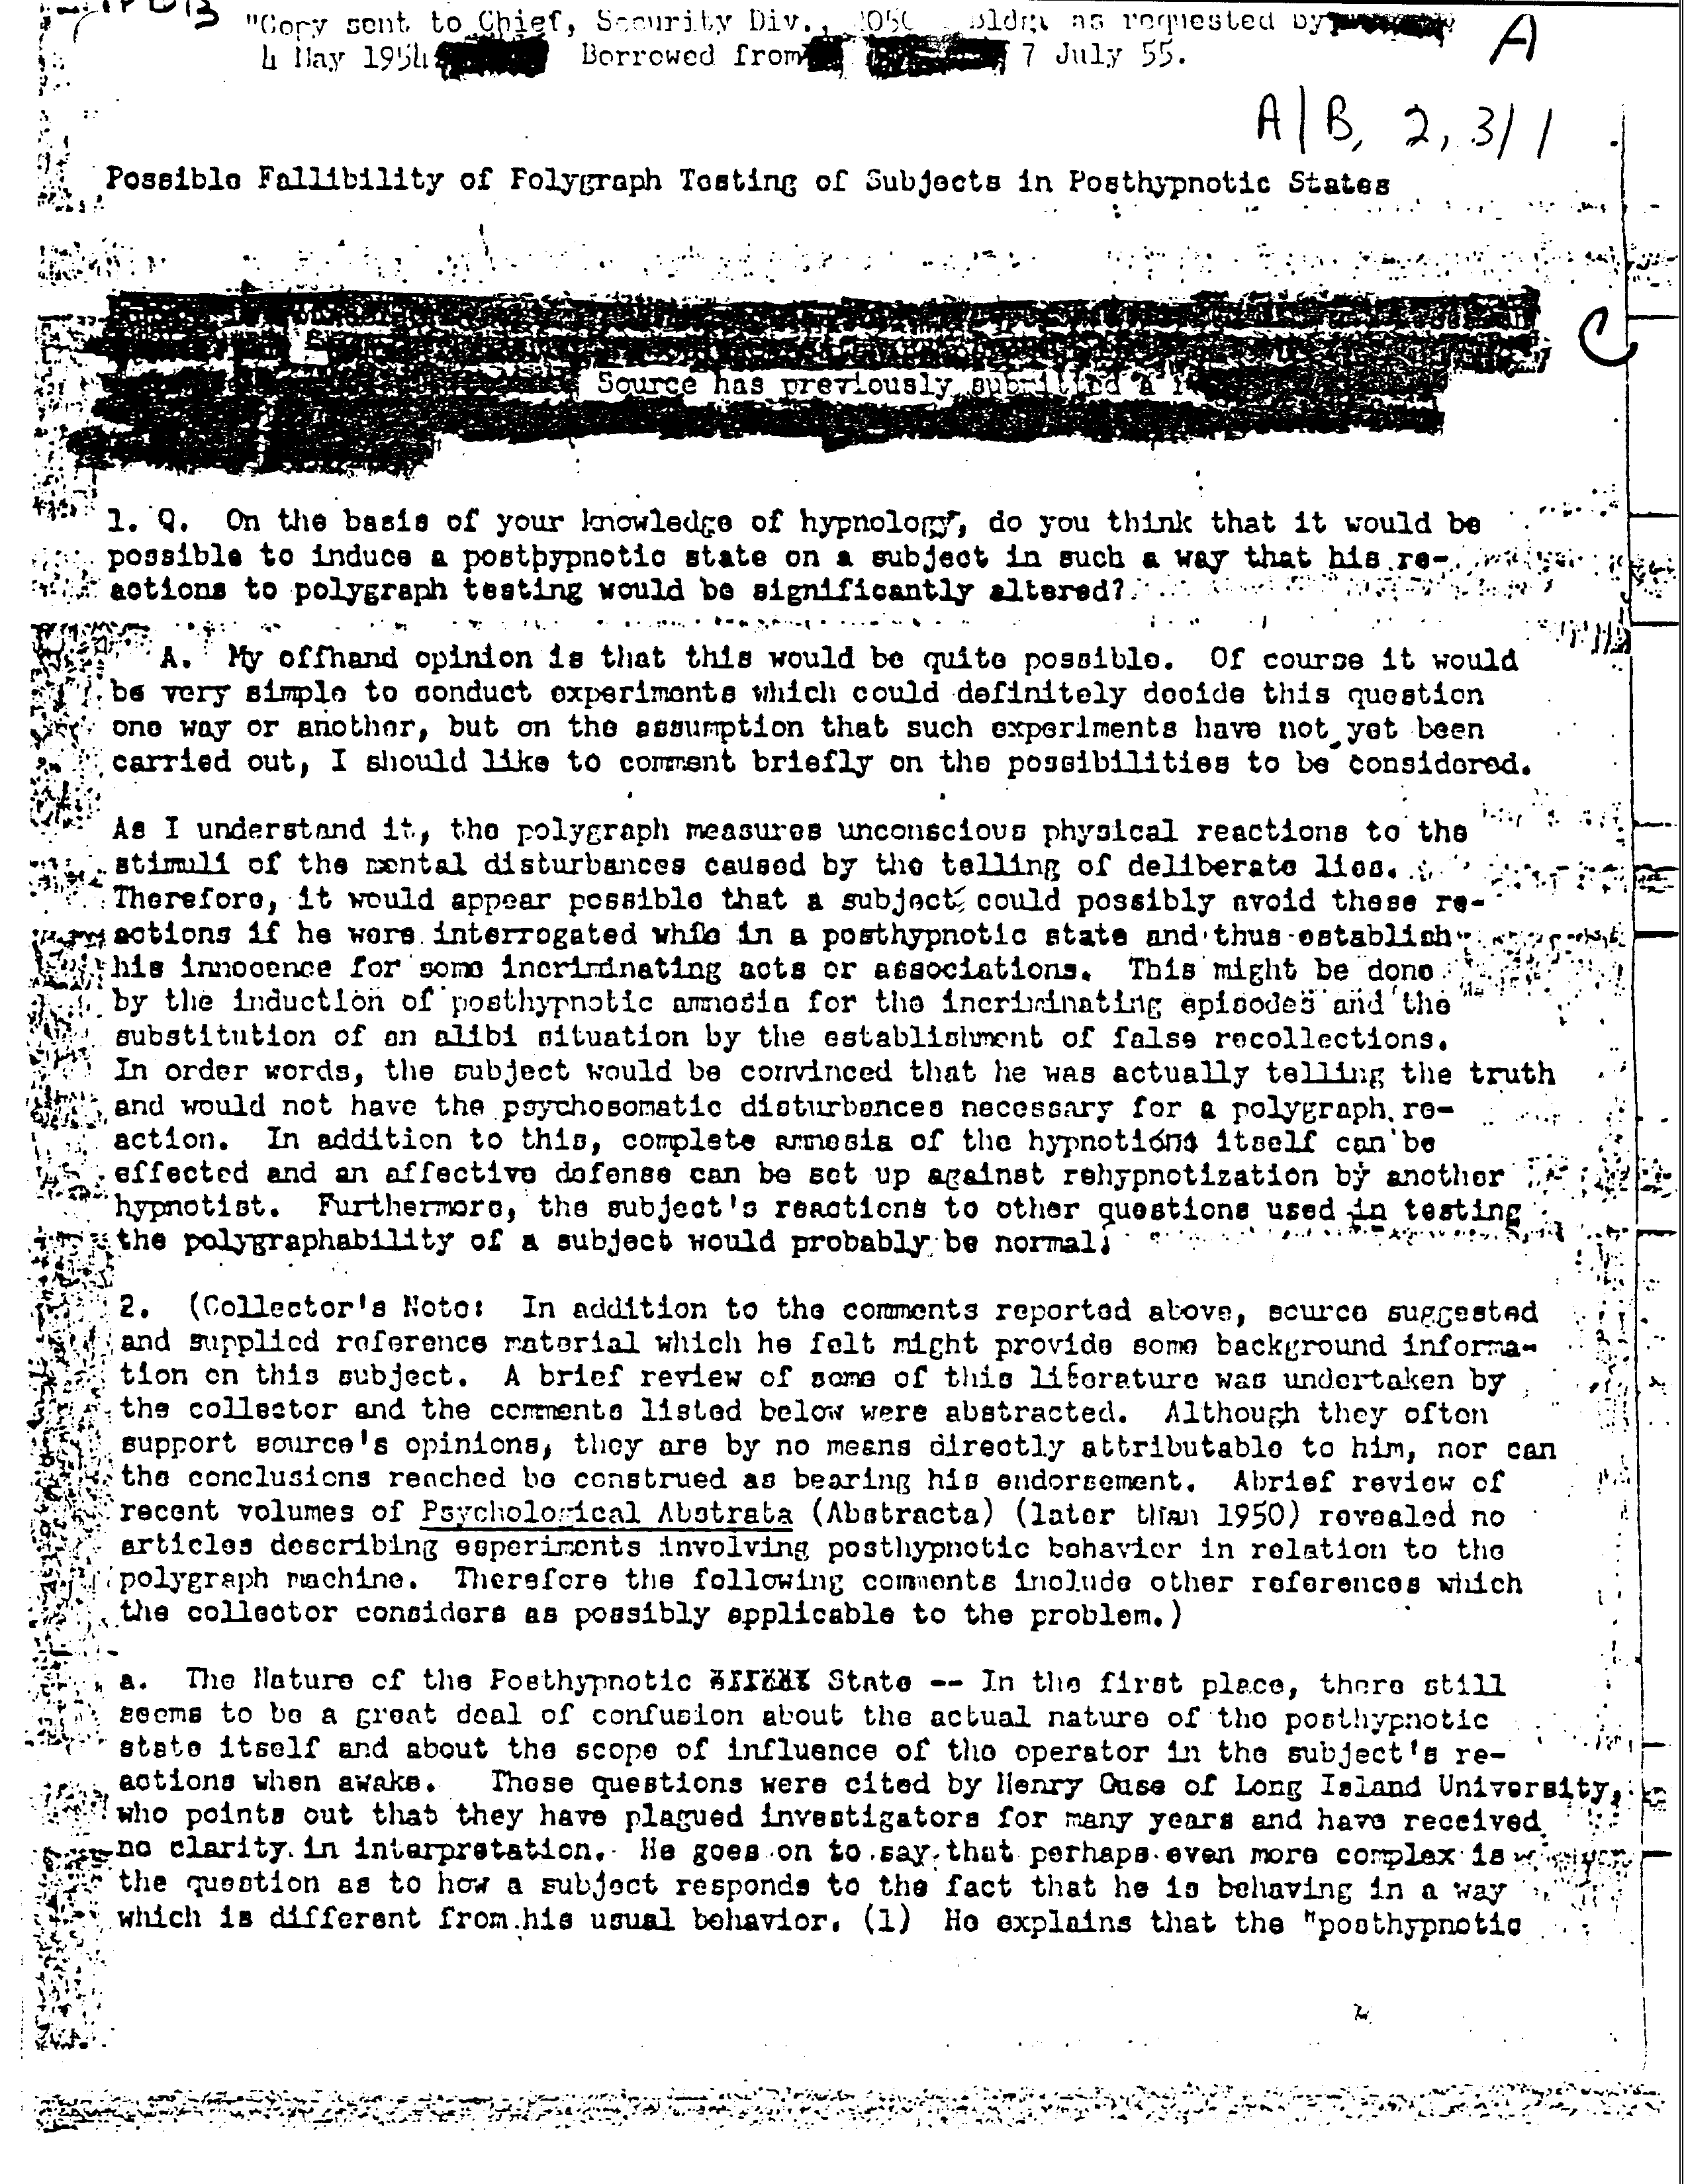 "Copy sent to Chief, Security Div., Bldg. as requested by
4 May 1954 Borrowed from 7 July 55.
A
A/B, 2, 3/1
Possible Fallibility of Polygraph Testing of Subjects in Posthypnotic States
C
Source has previously submitted a
1. Q. On the basis of your knowledge of hypnology, do you think that it would be
possible to induce a posthypnotic state on a subject in such a way that his re-
actions to polygraph testing would be significantly altered?
A. My offhand opinion is that this would be quite possible. Of course it would
be very simple to conduct experiments which could definitely decide this question
one way or another, but on the assumption that such experiments have not yet been
carried out, I should like to comment briefly on the possibilities to be considered.
As I understand it, the polygraph measures unconscious physical reactions to the
stimuli of the mental disturbances caused by the telling of deliberate lies.
Therefore, it would appear possible that a subject could possibly avoid these re-
actions if he were interrogated while in a posthypnotic state and thus establish
his innocence for some incriminating acts or associations. This might be done
by the induction of posthypnotic amnesia for the incriminating episodes and the
substitution of an alibi situation by the establishment of false recollections.
In order words, the subject would be convinced that he was actually telling the truth
and would not have the psychosomatic disturbances necessary for a polygraph re-
action. In addition to this, complete amnesia of the itself can be
effected and an affective defense can be set up against rehypnotization by another
hypnotist. Furthermore, the subject's reactions to other questions used in testing
the polygraphability of a subject would probably be normal.
2. (Collector's Note: In addition to the comments reported above, source suggested
and supplied reference material which he felt might provide some background informa-
tion on this subject. A brief review of some of this literature was undertaken by
the collector and the comments listed below were abstracted. Although they often
support source's opinions, they are by no means directly attributable to him, nor can
the conclusions reached be construed as bearing his endorsement. Abrief review of
recent volumes of Psychological Abstrata (Abstracta) (later than 1950) revealed no
articles describing esperiments involving posthypnotic behavior in relation to the
polygraph machine. Therefore the following comments include other references which
the collector considers as possibly applicable to the problem.)
a. The Nature of the Posthypnotic State -- In the first place, there still
seems to be a great deal of confusion about the actual nature of the posthypnotic
state itself and about the scope of influence of the operator in the subject's re-
actions when awake. These questions were cited by Henry Guse of Long Island University,
who points out that they have plagued investigators for many years and have received
no clarity in interpretation. He goes on to say that perhaps even more complex is
the question as to how a subject responds to the fact that he is behaving in a way
which is different from his usual behavior. (1) He explains that the "posthypnotic